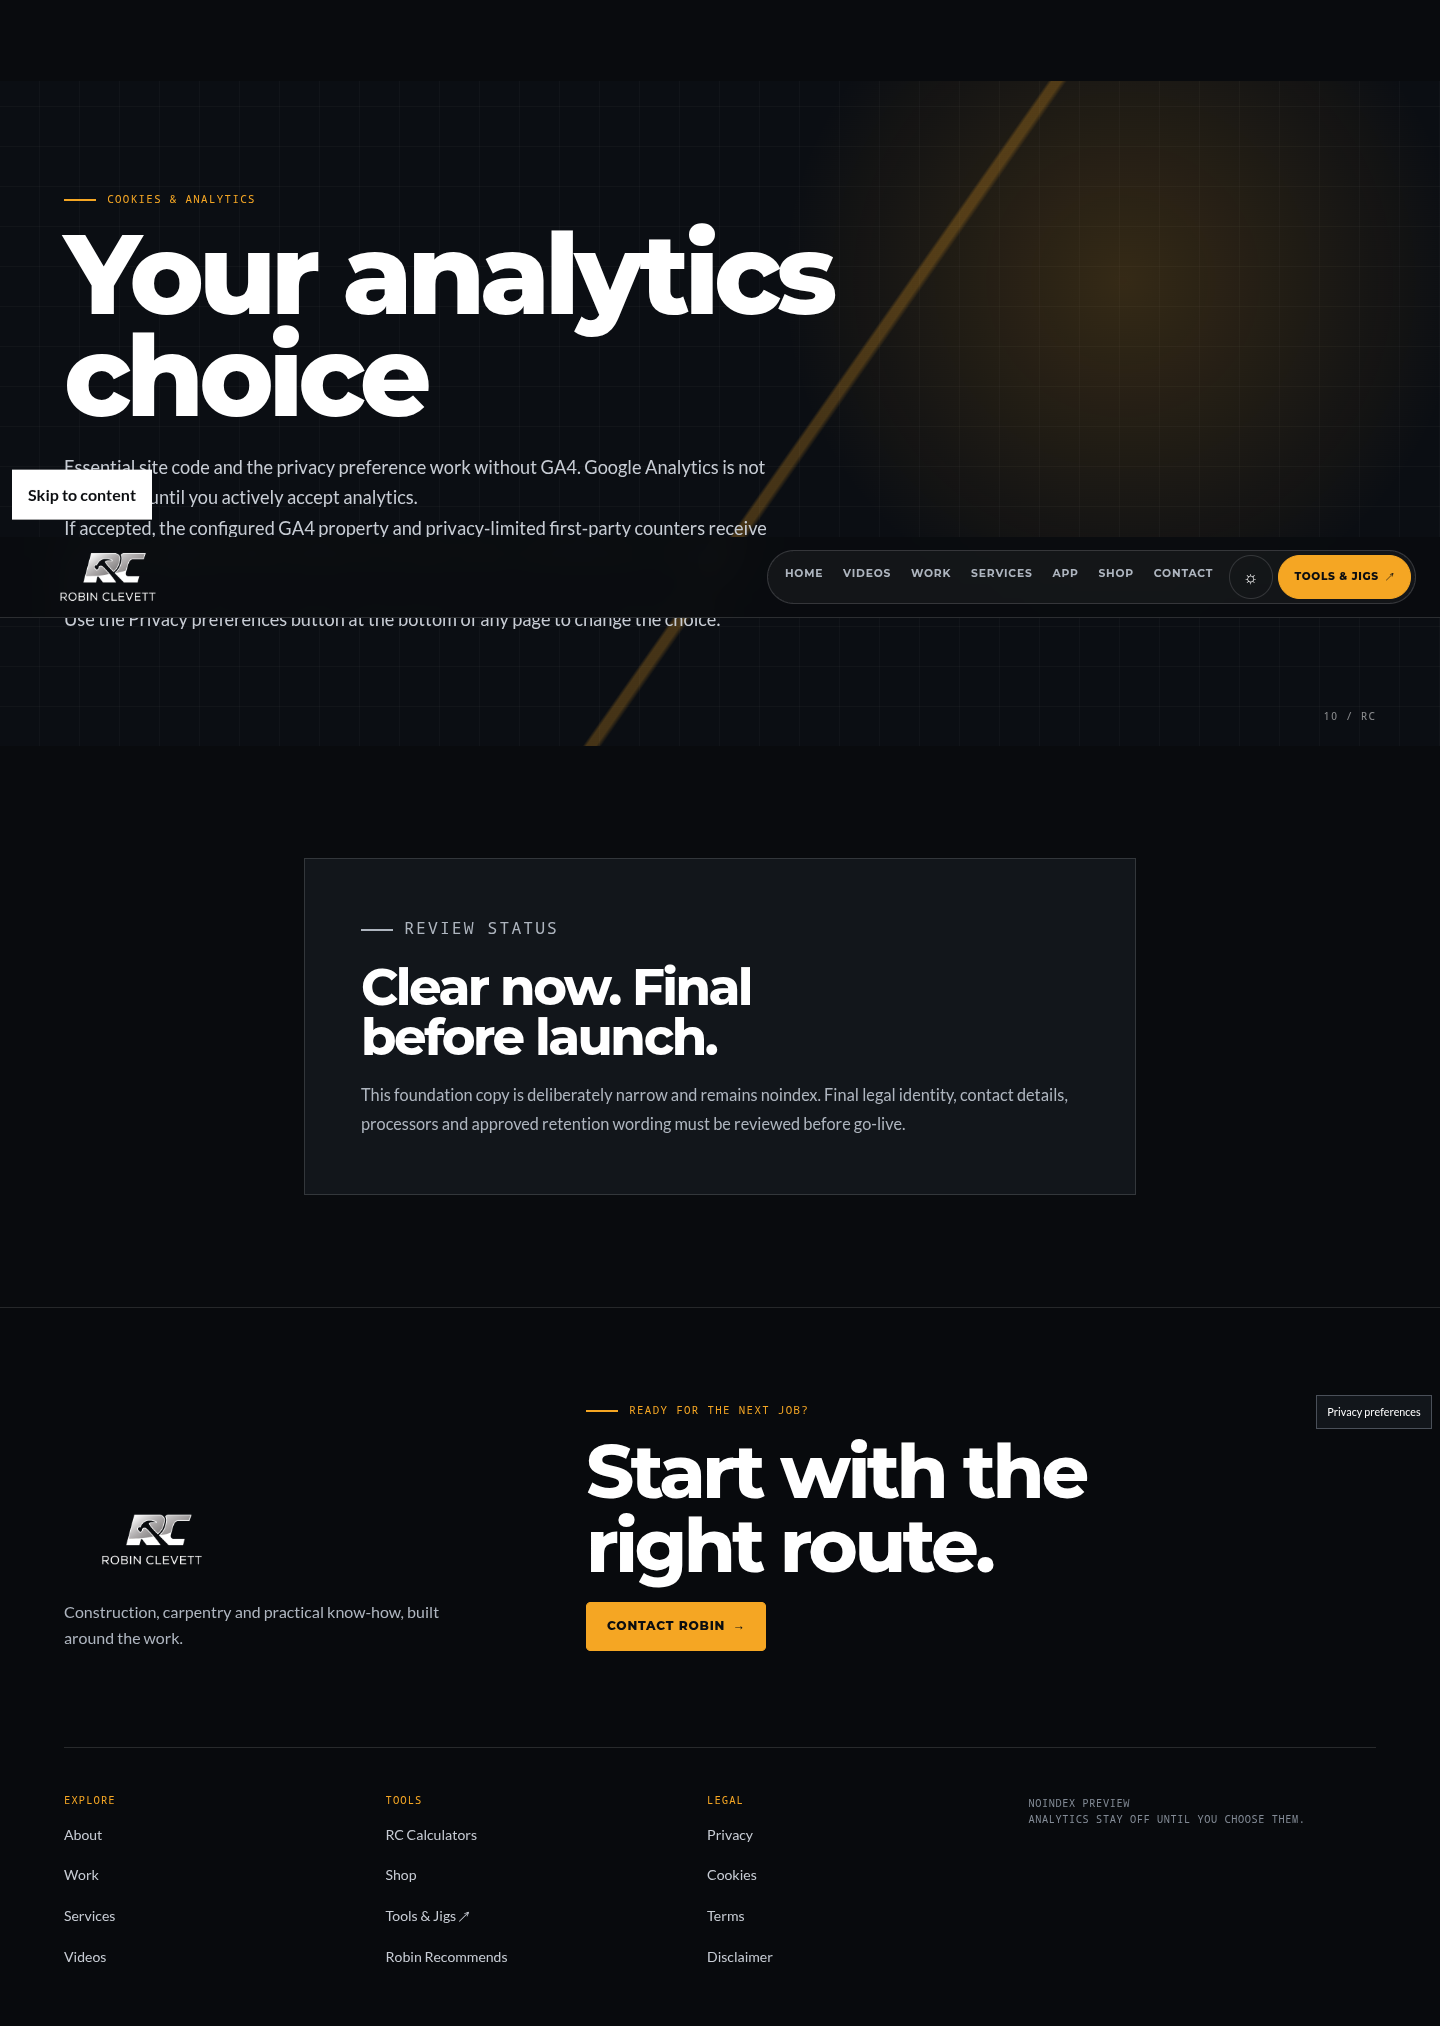 COOKIES & ANALYTICS
Your analytics
choice
Essential site code and the privacy preference work without GA4. Google Analytics is not
until you actively accept analytics.
Skip to content
If accepted, the configured GA4 property and privacy-limited first-party counters receive
RC
ROBIN CLEVETT
HOME VIDEOS WORK SERVICES APP SHOP CONTACT ☼ TOOLS & JIGS ↗
Use the Privacy preferences button at the bottom of any page to change the choice.
10 / RC
REVIEW STATUS
Clear now. Final
before launch.
This foundation copy is deliberately narrow and remains noindex. Final legal identity, contact details,
processors and approved retention wording must be reviewed before go-live.
READY FOR THE NEXT JOB?
Privacy preferences
Start with the
right route.
RC
ROBIN CLEVETT
Construction, carpentry and practical know-how, built
around the work.
CONTACT ROBIN →
EXPLORE
About
Work
Services
Videos
TOOLS
RC Calculators
Shop
Tools & Jigs ↗
Robin Recommends
LEGAL
Privacy
Cookies
Terms
Disclaimer
NOINDEX PREVIEW
ANALYTICS STAY OFF UNTIL YOU CHOOSE THEM.